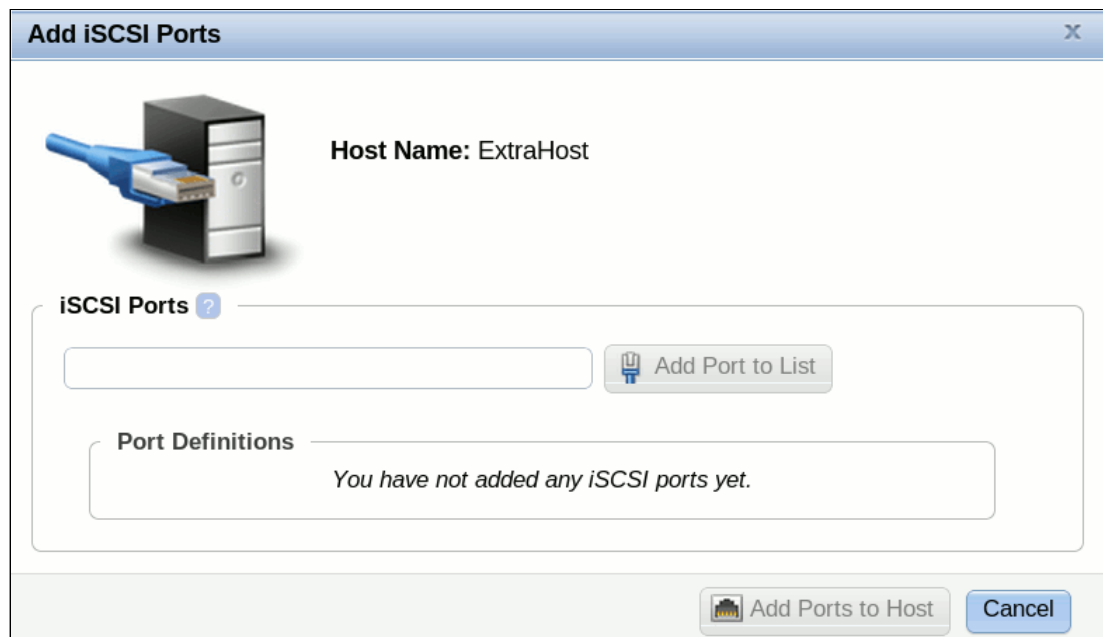 Add iSCSI Ports x
Host Name: ExtraHost
iSCSI Ports ?
Add Port to List
Port Definitions
You have not added any iSCSI ports yet.
Add Ports to Host Cancel